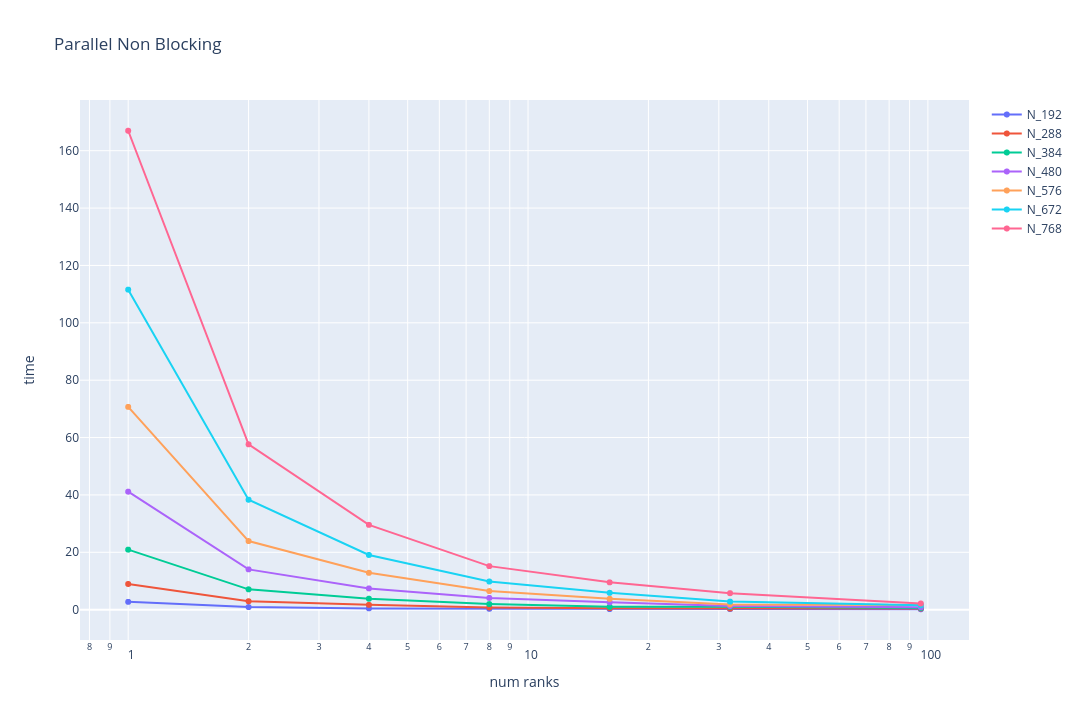 Parallel Non Blocking
N_192
N_288
N_384
N_480
N_576
N_672
N_768
time
160
140
120
100
80
60
40
20
0
8 9 1 2 3 4 5 6 7 8 9 10 2 3 4 5 6 7 8 9 100
num ranks